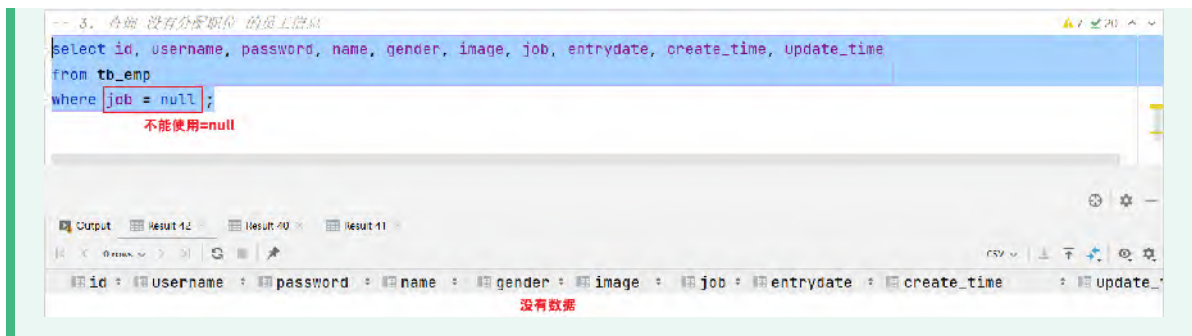 -- 3. 查询 没有分配职位 的员工信息
select id, username, password, name, gender, image, job, entrydate, create_time, update_time
from tb_emp
where job = null ;
不能使用=null
Output Result 42 Result 40 Result 41
0 rows CSV
id username password name gender image job entrydate create_time update_
没有数据